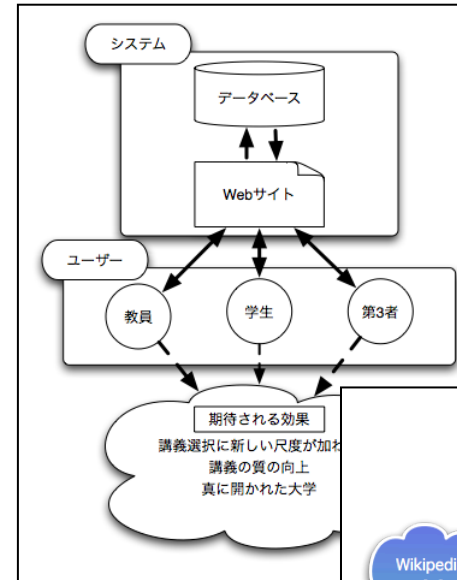 システム
データベース
Webサイト
ユーザー
教員
学生
第3者
期待される効果
講義選択に新しい尺度が加わ
講義の質の向上
真に開かれた大学
Wikipedi